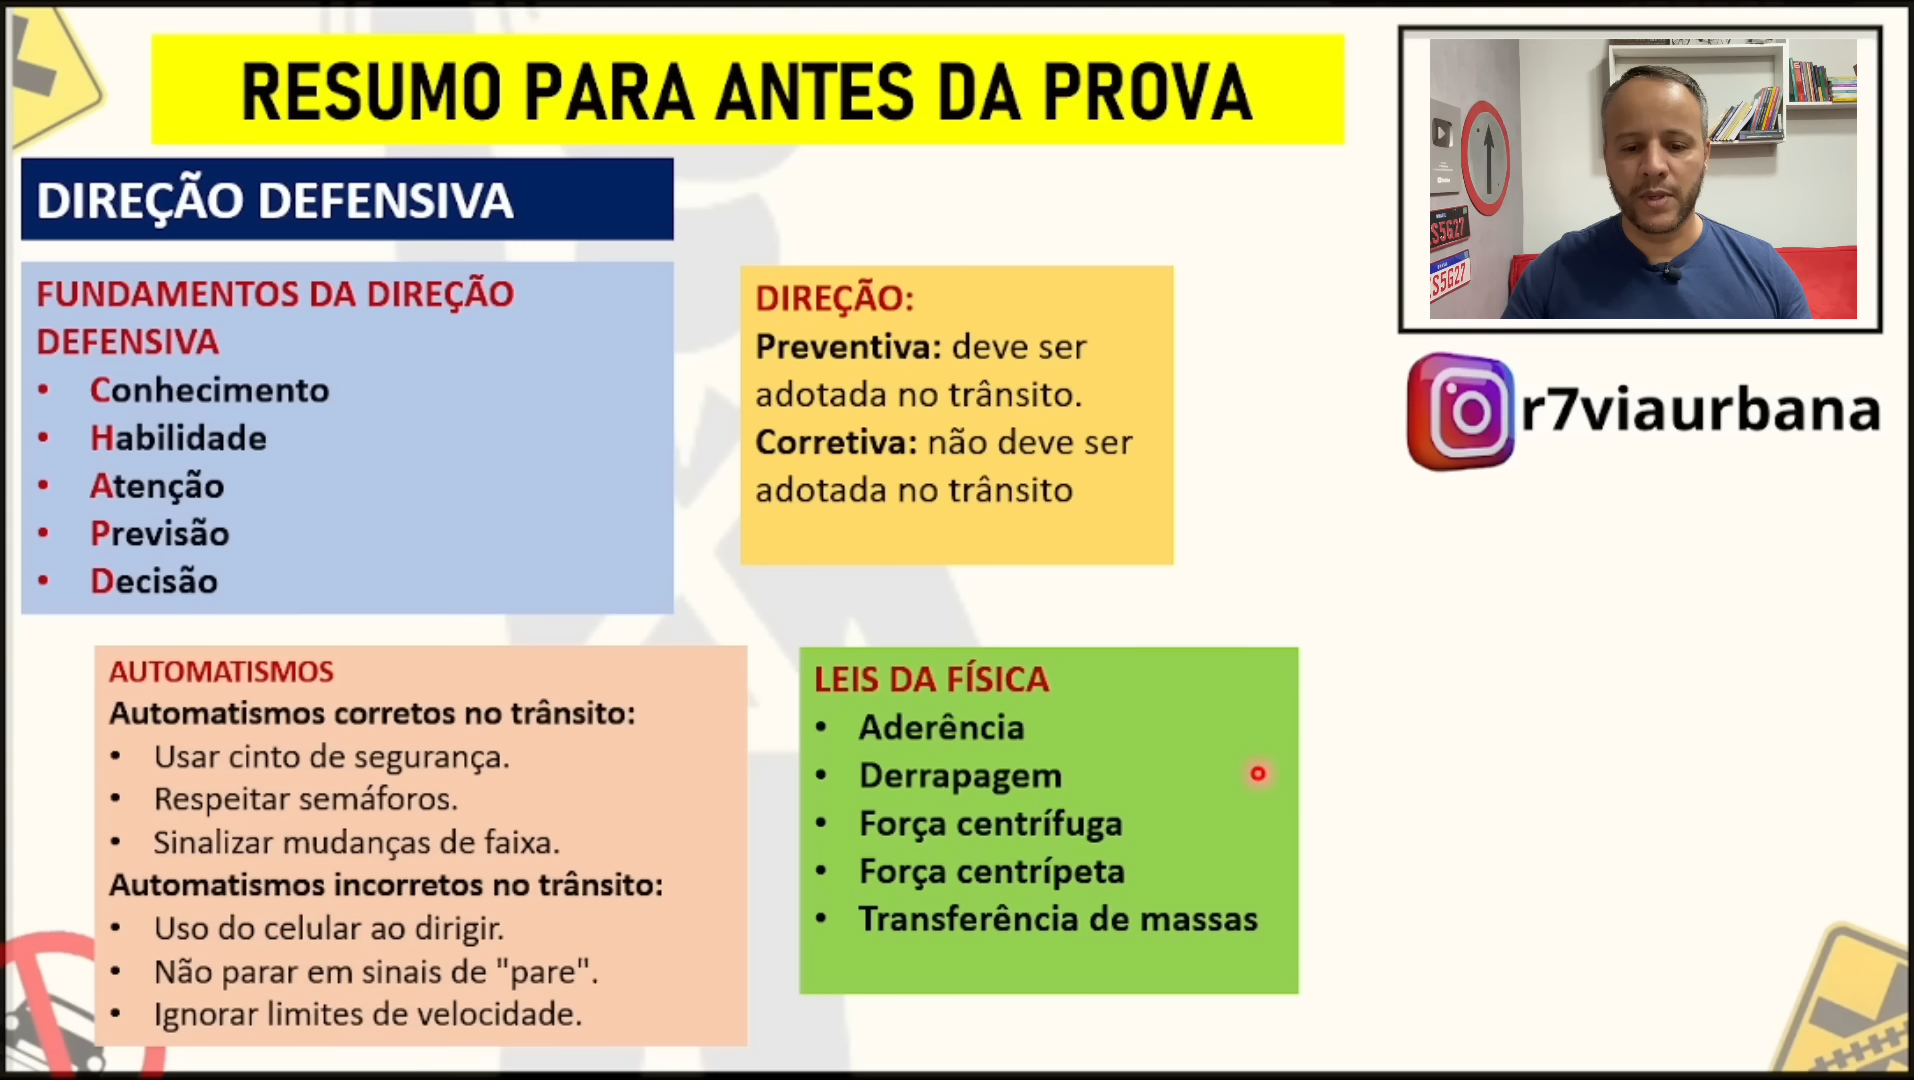 RESUMO PARA ANTES DA PROVA
DIREÇÃO DEFENSIVA
FUNDAMENTOS DA DIREÇÃO
DEFENSIVA
• Conhecimento
• Habilidade
• Atenção
• Previsão
• Decisão
DIREÇÃO:
Preventiva: deve ser
adotada no trânsito.
Corretiva: não deve ser
adotada no trânsito
AUTOMATISMOS
Automatismos corretos no trânsito:
• Usar cinto de segurança.
• Respeitar semáforos.
• Sinalizar mudanças de faixa.
Automatismos incorretos no trânsito:
• Uso do celular ao dirigir.
• Não parar em sinais de "pare".
• Ignorar limites de velocidade.
LEIS DA FÍSICA
• Aderência
• Derrapagem
• Força centrífuga
• Força centrípeta
• Transferência de massas
S5G27
S5G27
r7viaurbana